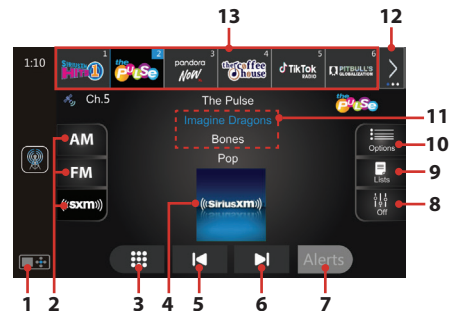 13
12
1 2 3 4 5 6
1:10
SiriusXM HITS 1
the PULSE
pandora NOW
the coffee house
TikTok RADIO
PITBULL'S GLOBALIZATION
Ch.5
The Pulse
the PULSE
Imagine Dragons
11
AM
Bones
Options
10
Pop
FM
Lists
9
((sxm))
((SiriusXM))
Off
8
Alerts
1 2 3 4 5 6 7